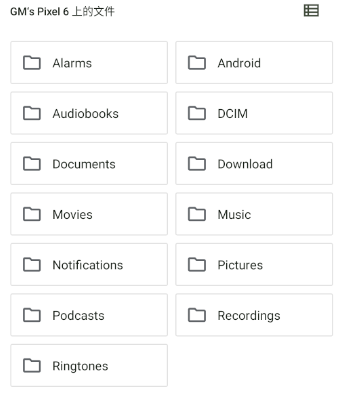 GM's Pixel 6 上的文件
Alarms
Android
Audiobooks
DCIM
Documents
Download
Movies
Music
Notifications
Pictures
Podcasts
Recordings
Ringtones